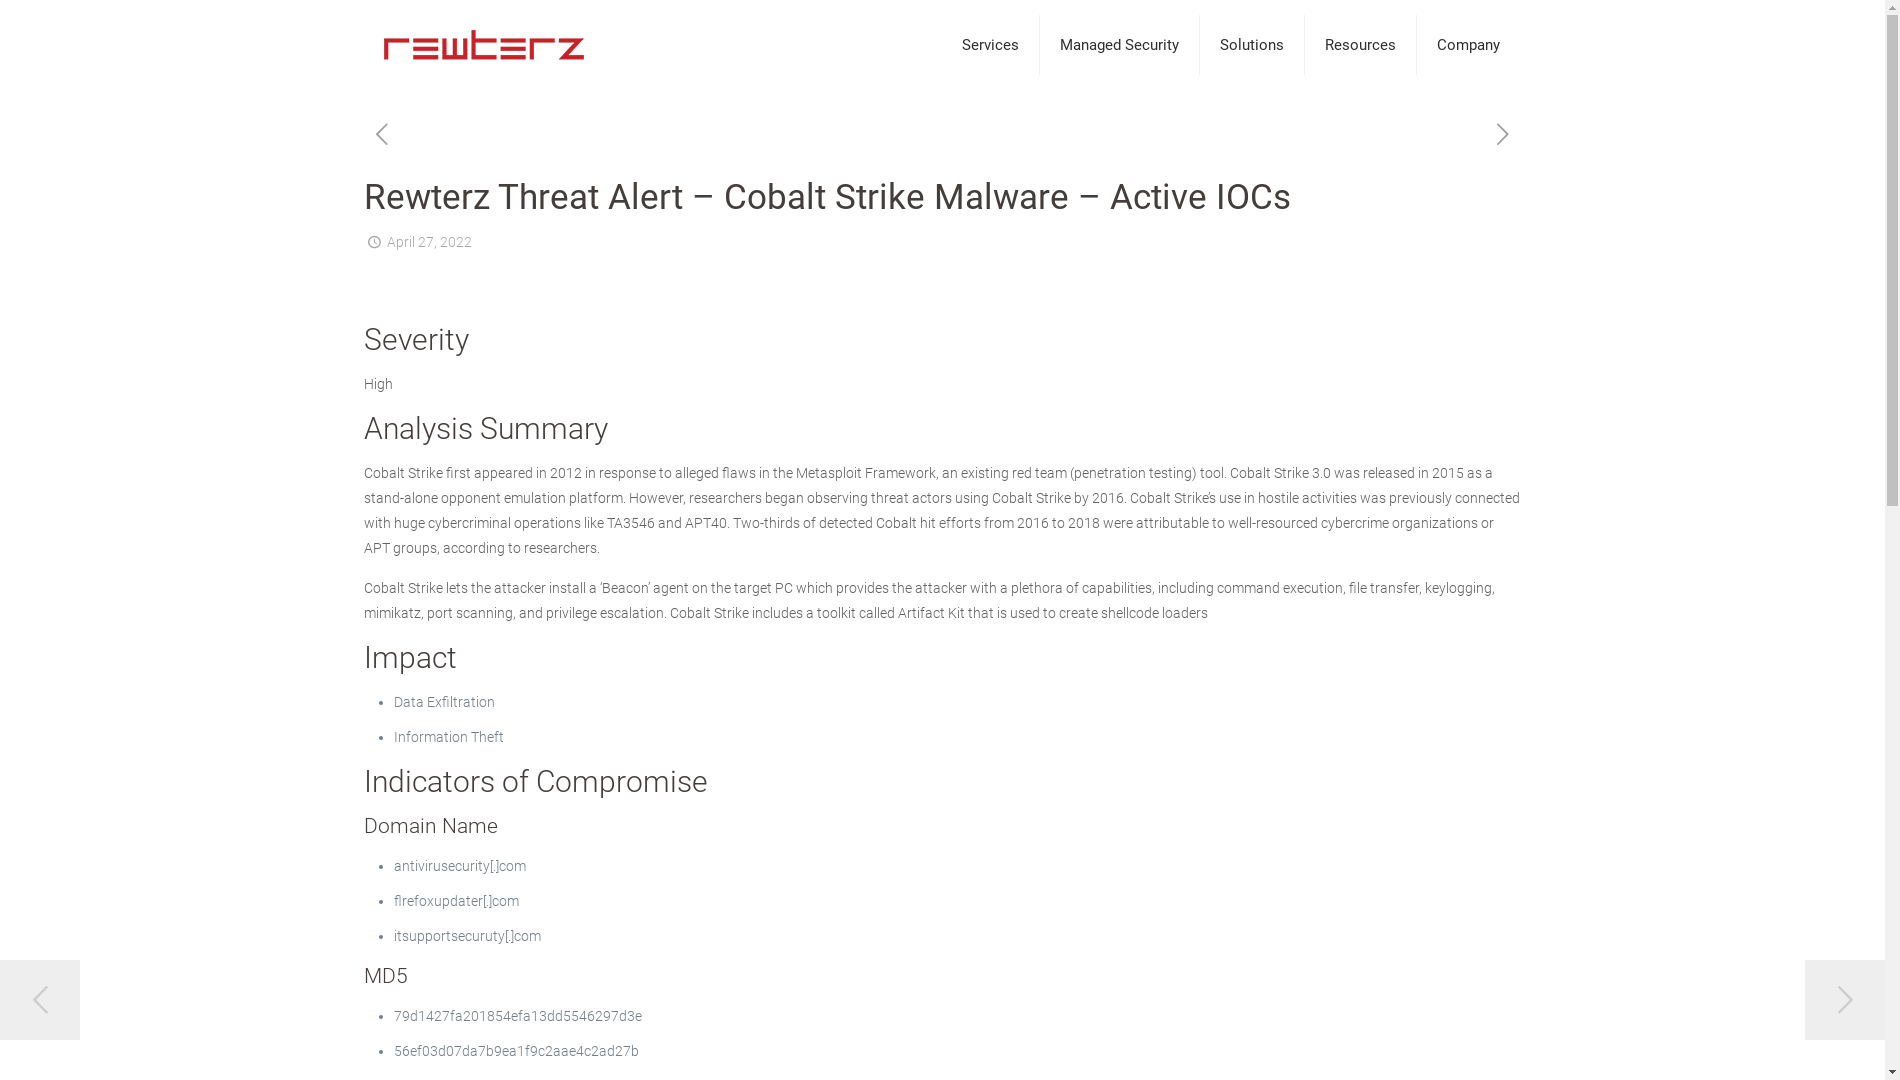 rewterz
Services
Managed Security
Solutions
Resources
Company
Rewterz Threat Alert – Cobalt Strike Malware – Active IOCs
April 27, 2022
Severity
High
Analysis Summary
Cobalt Strike first appeared in 2012 in response to alleged flaws in the Metasploit Framework, an existing red team (penetration testing) tool. Cobalt Strike 3.0 was released in 2015 as a
stand-alone opponent emulation platform. However, researchers began observing threat actors using Cobalt Strike by 2016. Cobalt Strike’s use in hostile activities was previously connected
with huge cybercriminal operations like TA3546 and APT40. Two-thirds of detected Cobalt hit efforts from 2016 to 2018 were attributable to well-resourced cybercrime organizations or
APT groups, according to researchers.
Cobalt Strike lets the attacker install a ‘Beacon’ agent on the target PC which provides the attacker with a plethora of capabilities, including command execution, file transfer, keylogging,
mimikatz, port scanning, and privilege escalation. Cobalt Strike includes a toolkit called Artifact Kit that is used to create shellcode loaders
Impact
• Data Exfiltration
• Information Theft
Indicators of Compromise
Domain Name
• antivirusecurity[.]com
• flrefoxupdater[.]com
• itsupportsecuruty[.]com
MD5
• 79d1427fa201854efa13dd5546297d3e
• 56ef03d07da7b9ea1f9c2aae4c2ad27b